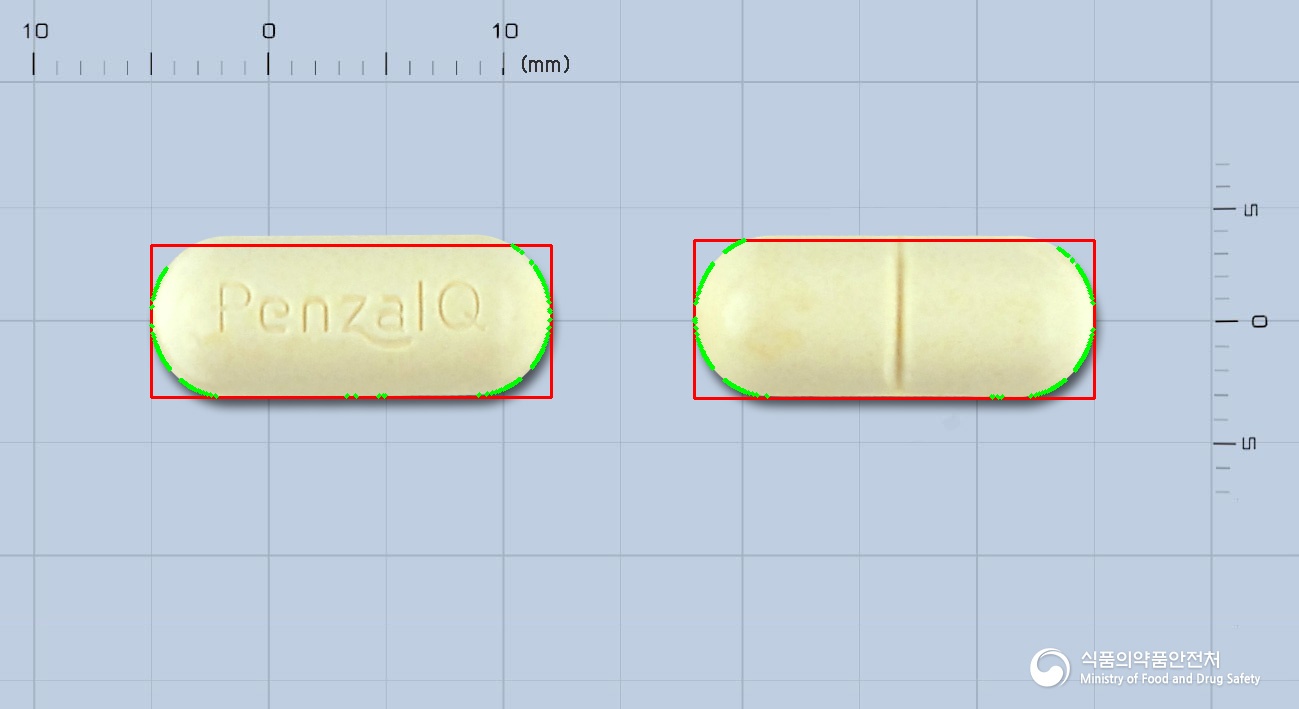 10 0 10
(mm)
5
PenzalQ
0
5
식품의약품안전처
Ministry of Food and Drug Safety